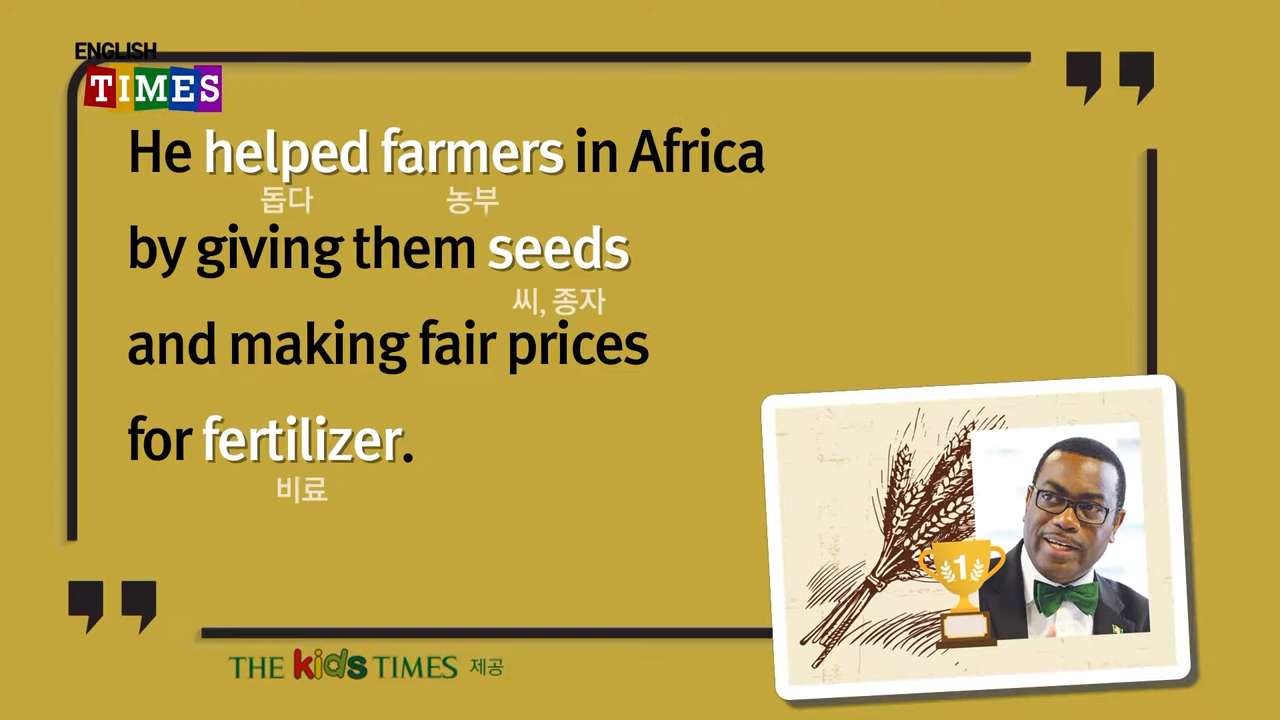 ENGLISH
TIMES
He helped farmers in Africa
돕다 농부
by giving them seeds
씨, 종자
and making fair prices
for fertilizer.
비료
1
THE kids TIMES 제공